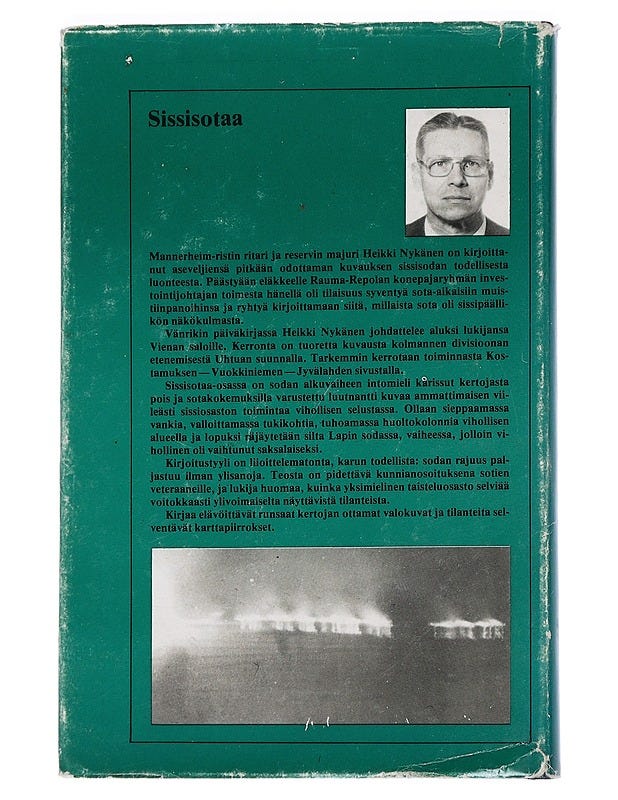 Sissisotaa
Mannerheim-ristin ritari ja reservin majuri Heikki Nykänen on kirjoitta-
nut aseveljiensä pitkään odottaman kuvauksen sissisodan todellisesta
luonteesta. Päästyään eläkkeelle Rauma-Repolan konepajaryhmän inves-
tointijohtajan toimesta hänellä oli tilaisuus syventyä sota-aikaisiin muis-
tiinpanoihinsa ja ryhtyä kirjoittamaan siitä, millaista sota oli sissipääl-
likön näkökulmasta.
Vänrikin päiväkirjassa Heikki Nykänen johdattelee aluksi lukijansa
Vienan saloille. Kerronta on tuoretta kuvausta kolmannen divisioonan
etenemisestä Uhtuan suunnalla. Tarkemmin kerrotaan toiminnasta Kos-
tamuksen—Vuokkiniemen—Jyvälahden sivustalla.
Sissisotaa-osassa on sodan alkuvaiheen intomieli karissut kertojasta
pois ja sotakokemuksilla varustettu luutnantti kuvaa ammattimaisen vii-
leästi sissiosaston toimintaa vihollisen selustassa. Ollaan sieppaamassa
vankia, valloittamassa tukikohtia, tuhoamassa huoltokolonnia vihollisen
alueella ja lopuksi räjäytetään silta Lapin sodassa, vaiheessa, jolloin vi-
hollinen oli vaihtunut saksalaiseksi.
Kirjoitustyyli on liioittelematonta, karun todellista: sodan rajuus pal-
jastuu ilman ylisanoja. Teosta on pidettävä kunnianosoituksena sotien
veteraaneille, ja lukija huomaa, kuinka yksimielinen taisteluosasto selviää
voitokkaasti ylivoimaiselta näyttävistä tilanteista.
Kirjaa elävöittävät runsaat kertojan ottamat valokuvat ja tilanteita sel-
ventävät karttapiirrokset.